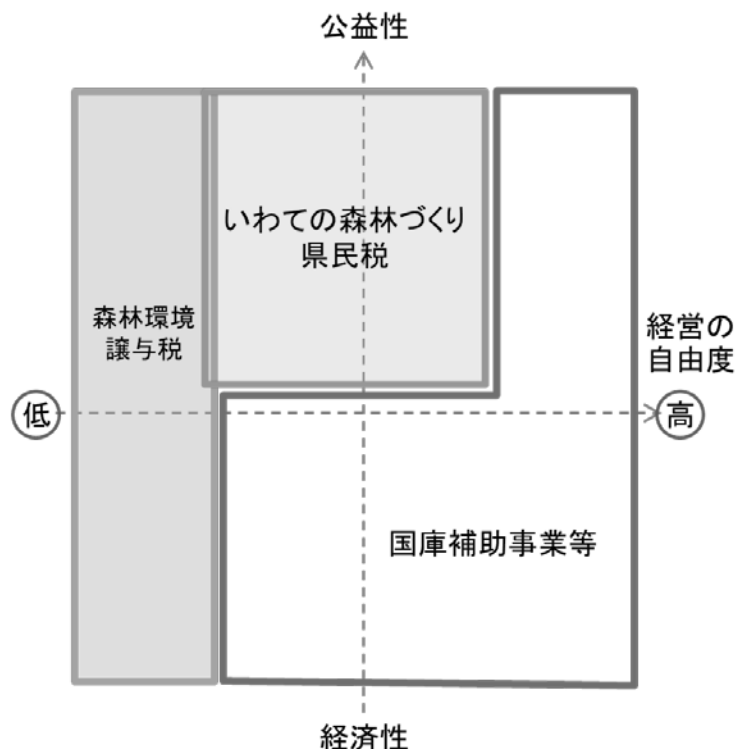 公益性
いわての森林づくり
県民税
森林環境
譲与税
経営の
自由度
低
高
国庫補助事業等
経済性